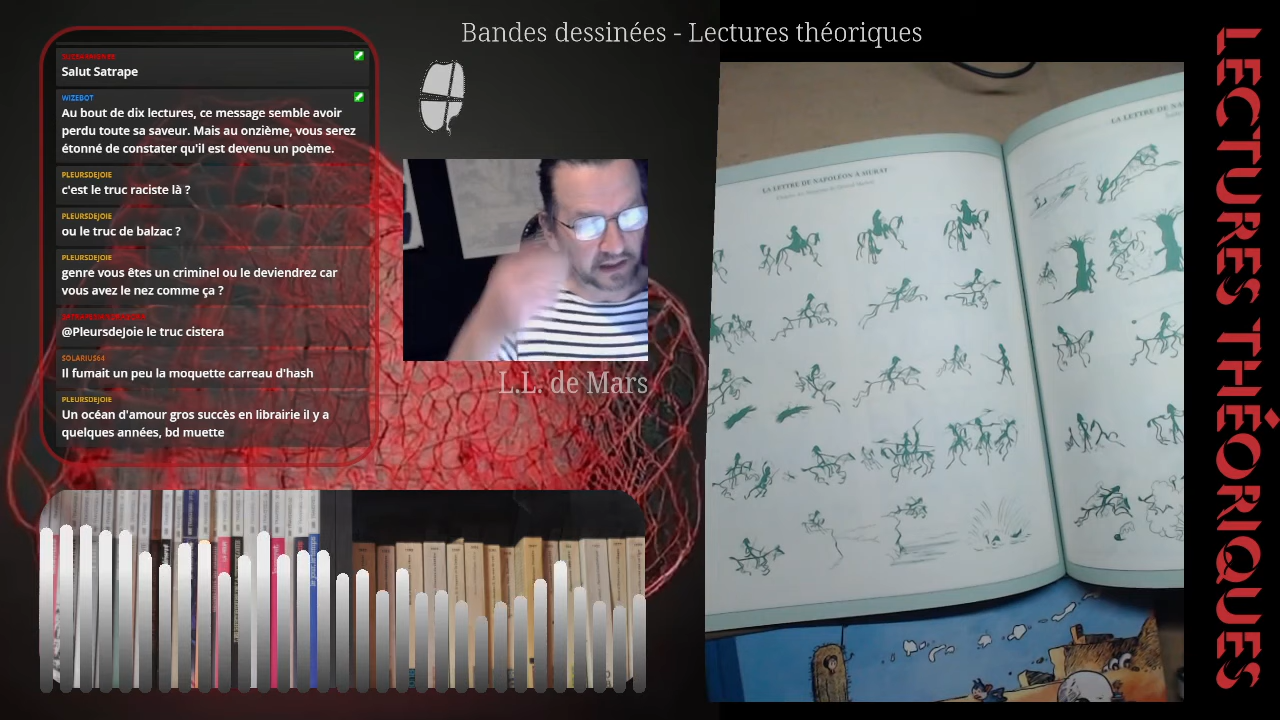 Bandes dessinées - Lectures théoriques
Salut Satrape
WIZEBOT
Au bout de dix lectures, ce message semble avoir
perdu toute sa saveur. Mais au onzième, vous serez
étonné de constater qu'il est devenu un poème.
PLEURSDEJOIE
c'est le truc raciste là ?
PLEURSDEJOIE
ou le truc de balzac ?
PLEURSDEJOIE
genre vous êtes un criminel ou le deviendrez car
vous avez le nez comme ça ?
@PleursdeJoie le truc cistera
SOLARIUS64
Il fumait un peu la moquette carreau d'hash
PLEURSDEJOIE
Un océan d'amour gros succès en librairie il y a
quelques années, bd muette
L.L. de Mars
LA LETTRE DE NAPOLÉON A MURAT
LA LETTRE DE
LECTURES THÉORIQUES